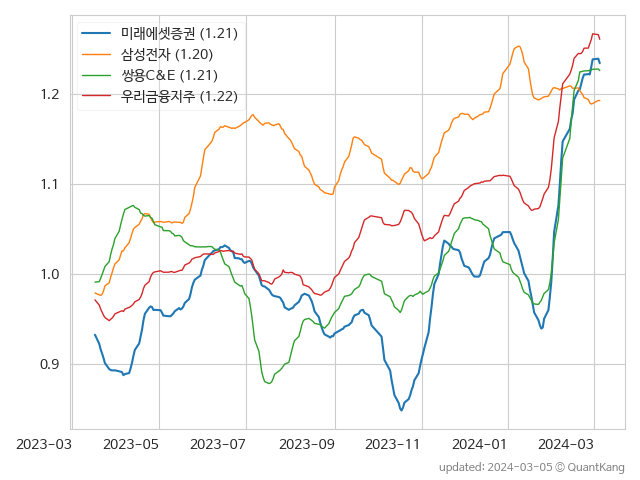 미래에셋증권 (1.21)
삼성전자 (1.20)
쌍용C&E (1.21)
우리금융지주 (1.22)
1.2
1.1
1.0
0.9
2023-03 2023-05 2023-07 2023-09 2023-11 2024-01 2024-03
updated: 2024-03-05 © QuantKang